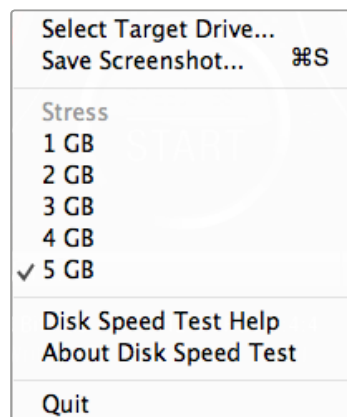 Select Target Drive...
Save Screenshot... ⌘S
Stress
1 GB
START
2 GB
3 GB
4 GB
✓ 5 GB
Disk Speed Test Help
About Disk Speed Test
Quit